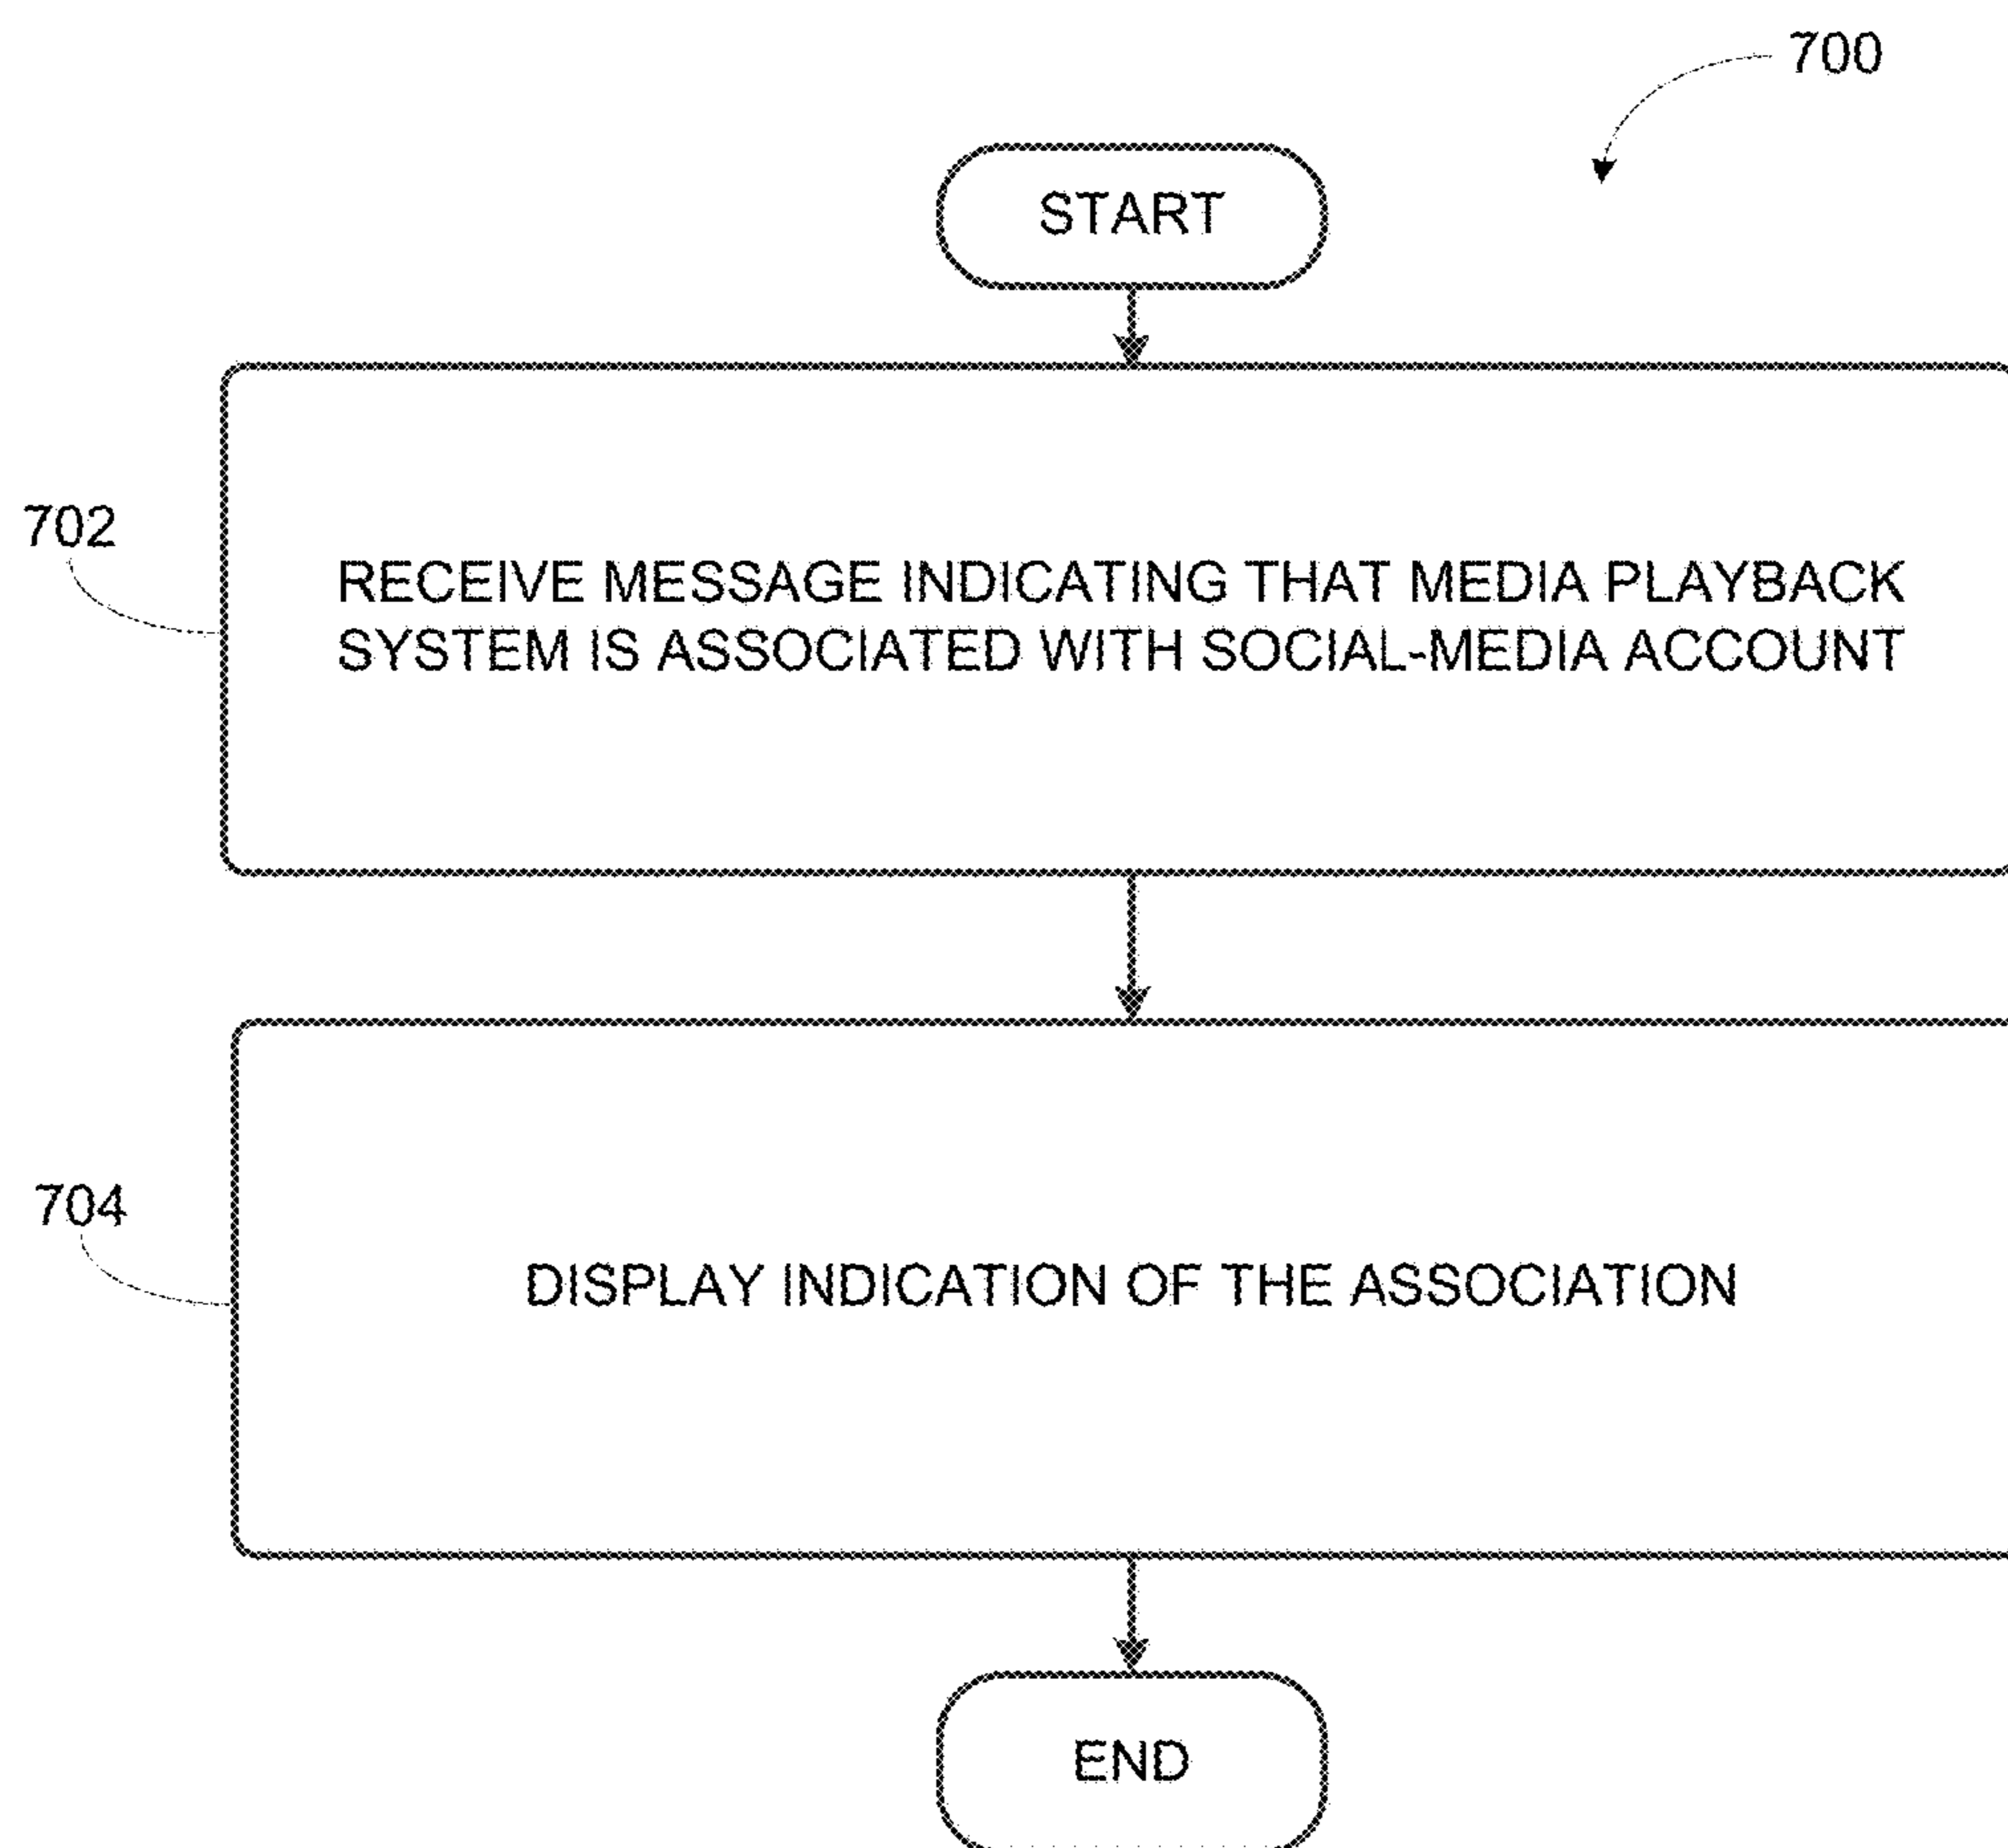 700
START
702
RECEIVE MESSAGE INDICATING THAT MEDIA PLAYBACK
SYSTEM IS ASSOCIATED WITH SOCIAL-MEDIA ACCOUNT
704
DISPLAY INDICATION OF THE ASSOCIATION
END